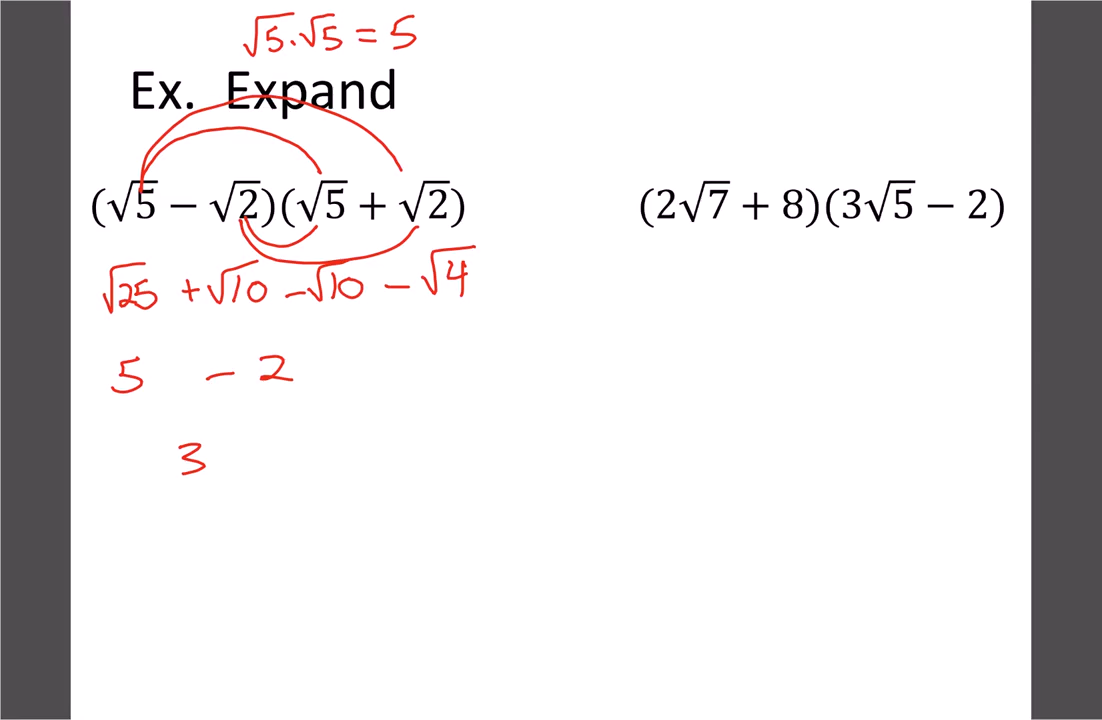 √5·√5 = 5
Ex. Expand
(√5 − √2)(√5 + √2)
√25 + √10 − √10 − √4
5 − 2
3
(2√7 + 8)(3√5 − 2)